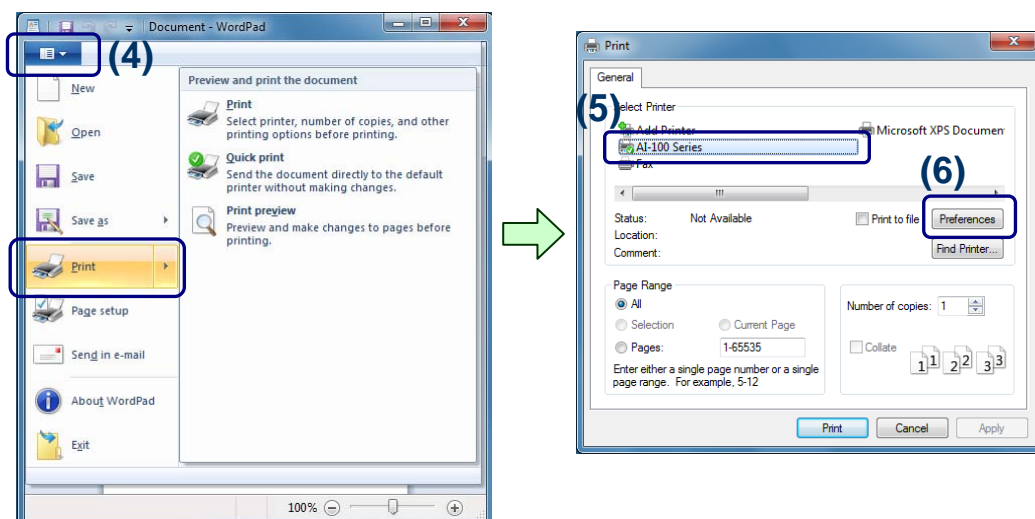 Document - WordPad
(4)
New
Open
Save
Save as
Print
Page setup
Send in e-mail
About WordPad
Exit
Preview and print the document
Print
Select printer, number of copies, and other
printing options before printing.
Quick print
Send the document directly to the default
printer without making changes.
Print preview
Preview and make changes to pages before
printing.
100%
Print
General
(5)
Select Printer
Add Printer
Microsoft XPS Documen
AI-100 Series
Fax
(6)
Status: Not Available
Print to file
Preferences
Location:
Comment:
Find Printer...
Page Range
All
Selection
Current Page
Pages: 1-65535
Enter either a single page number or a single
page range. For example, 5-12
Number of copies: 1
Collate
1 1 2 2 3 3
Print
Cancel
Apply